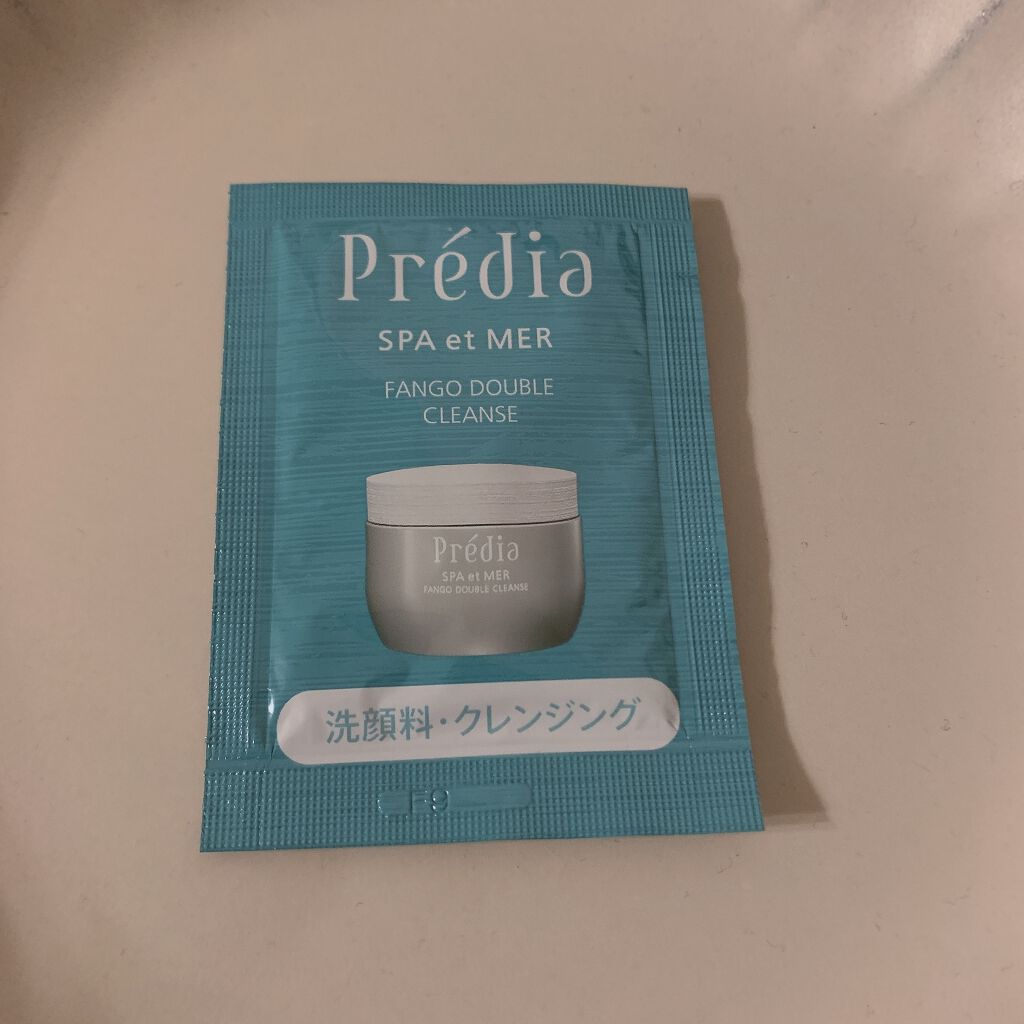 Prédia
SPA et MER
FANGO DOUBLE
CLEANSE
Prédia
SPA et MER
FANGO DOUBLE CLEANSE
洗顔料・クレンジング
F9